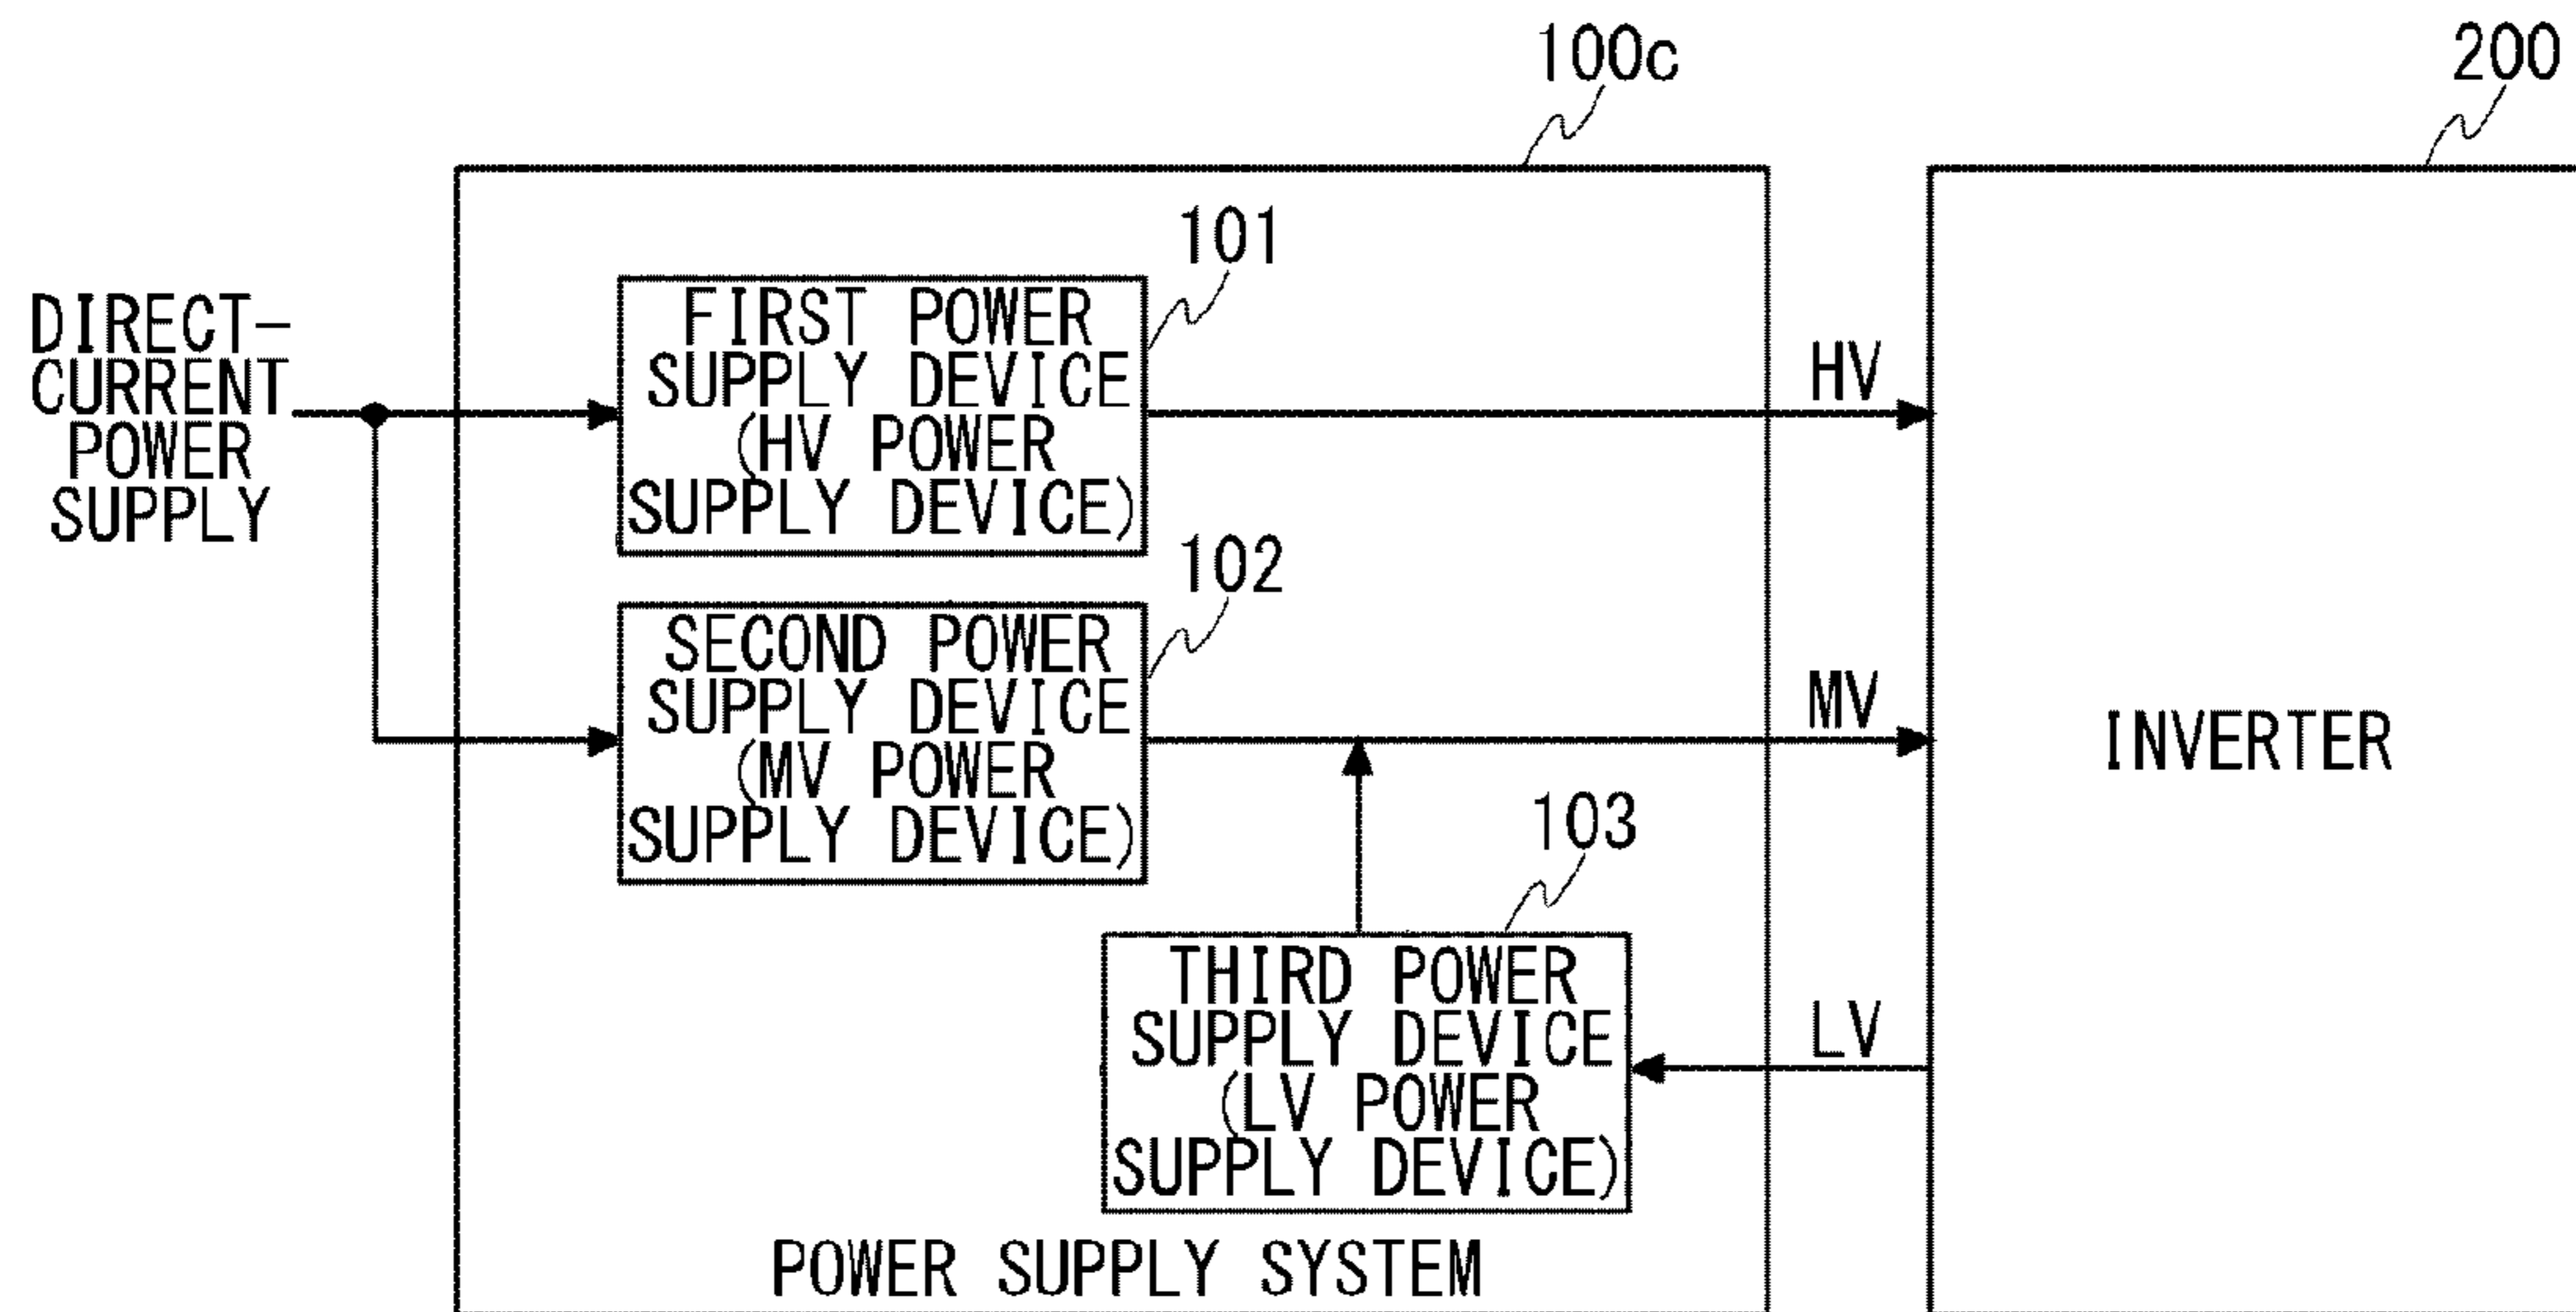 100c
200
DIRECT-
CURRENT
POWER
SUPPLY
101
FIRST POWER
SUPPLY DEVICE
(HV POWER
SUPPLY DEVICE)
HV
102
SECOND POWER
SUPPLY DEVICE
(MV POWER
SUPPLY DEVICE)
MV
INVERTER
103
THIRD POWER
SUPPLY DEVICE
(LV POWER
SUPPLY DEVICE)
LV
POWER SUPPLY SYSTEM